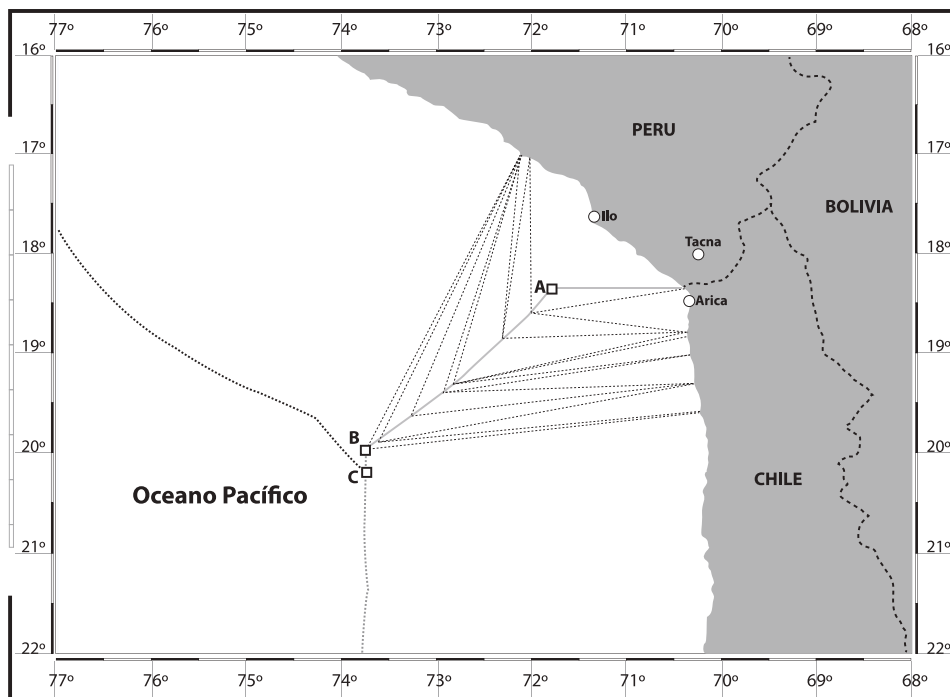 77º 76º 75º 74º 73º 72º 71º 70º 69º 68º
16º 16º
PERU
17º 17º
BOLIVIA
Ilo
Tacna
18º 18º
A
Arica
19º 19º
B
20º 20º
C
CHILE
Oceano Pacífico
21º 21º
22º 22º
77º 76º 75º 74º 73º 72º 71º 70º 69º 68º